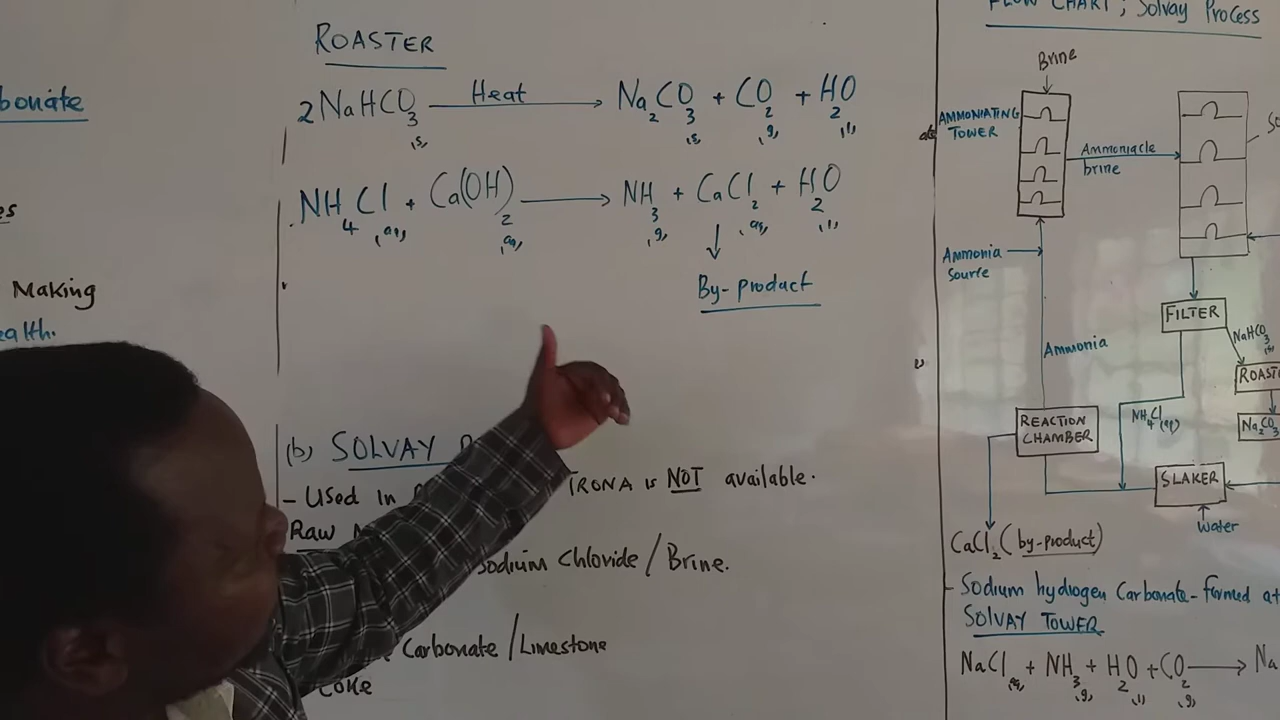 bonate
es
Making
ealth.
ROASTER
2NaHCO₃(s) —Heat→ Na₂CO₃(s) + CO₂(g) + H₂O(l)
NH₄Cl(aq) + Ca(OH)₂(aq) → NH₃(g) + CaCl₂(aq) + H₂O(l)
↓
By-product
(b) SOLVAY
- Used in TRONA is NOT available.
Raw
Sodium Chloride/Brine.
Carbonate/Limestone
Coke
FLOW CHART; Solvay Process
Brine
AMMONIATING
TOWER
Ammoniacle
brine
Ammonia
source
FILTER
NaHCO₃(s)
ROAST
Na₂CO₃
Ammonia
NH₄Cl(aq)
REACTION
CHAMBER
SLAKER
water
CaCl₂ (by-product)
- Sodium hydrogen Carbonate-formed at
SOLVAY TOWER
NaCl(aq) + NH₃(g) + H₂O(l) + CO₂(g) → Na